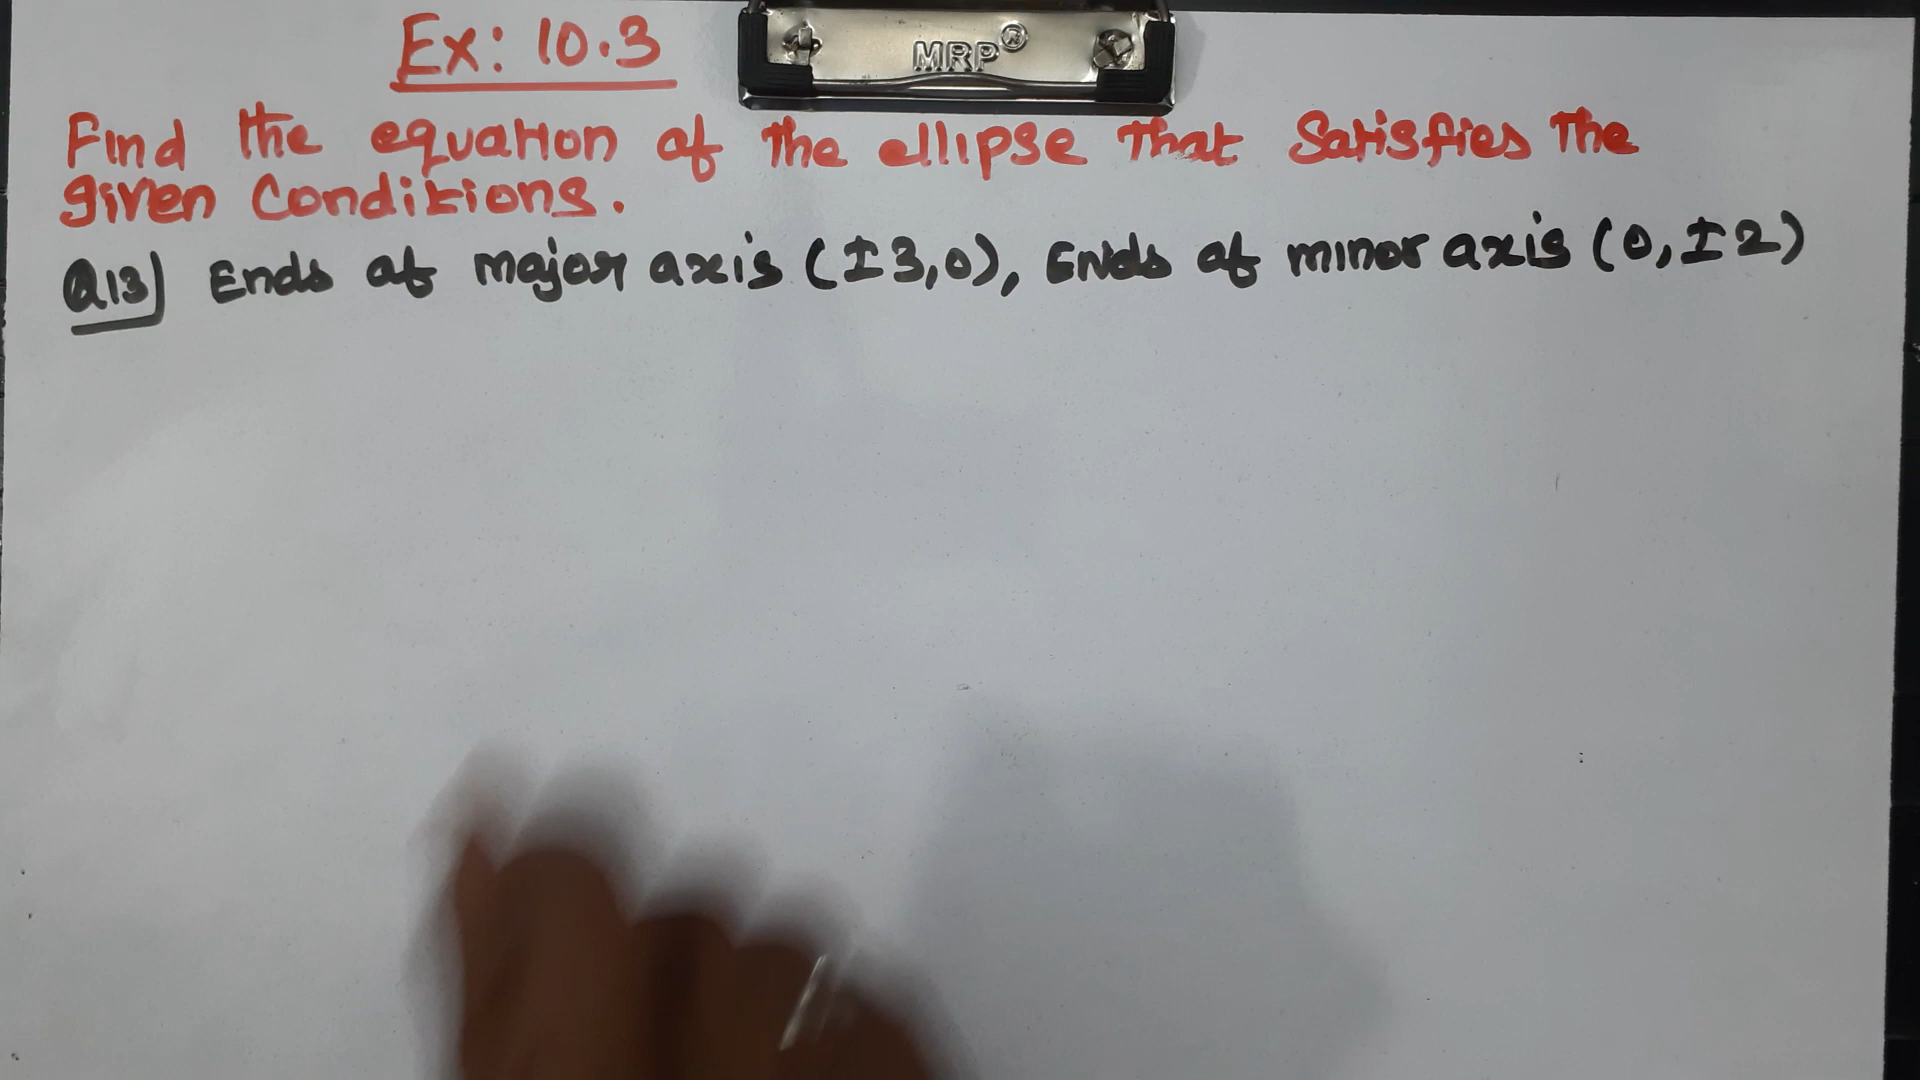 Ex: 10.3
MRP®
Find the equation of the ellipse that satisfies the
given conditions.
Q13) Ends of major axis (±3,0), Ends of minor axis (0,±2)